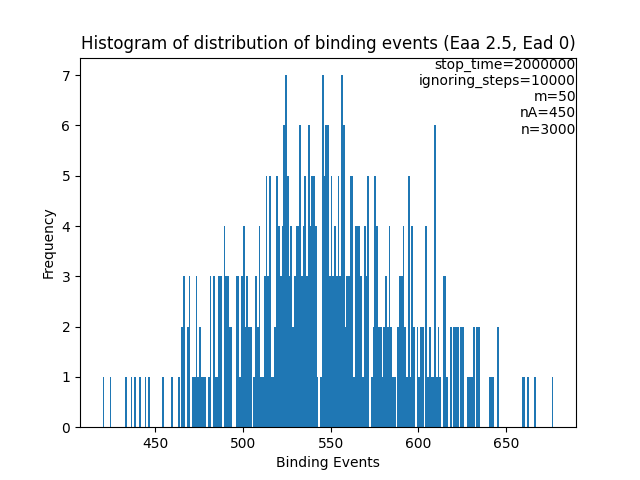 Histogram of distribution of binding events (Eaa 2.5, Ead 0)
stop_time=2000000
ignoring_steps=10000
m=50
nA=450
n=3000
7
6
5
4
3
2
1
0
Frequency
450 500 550 600 650
Binding Events